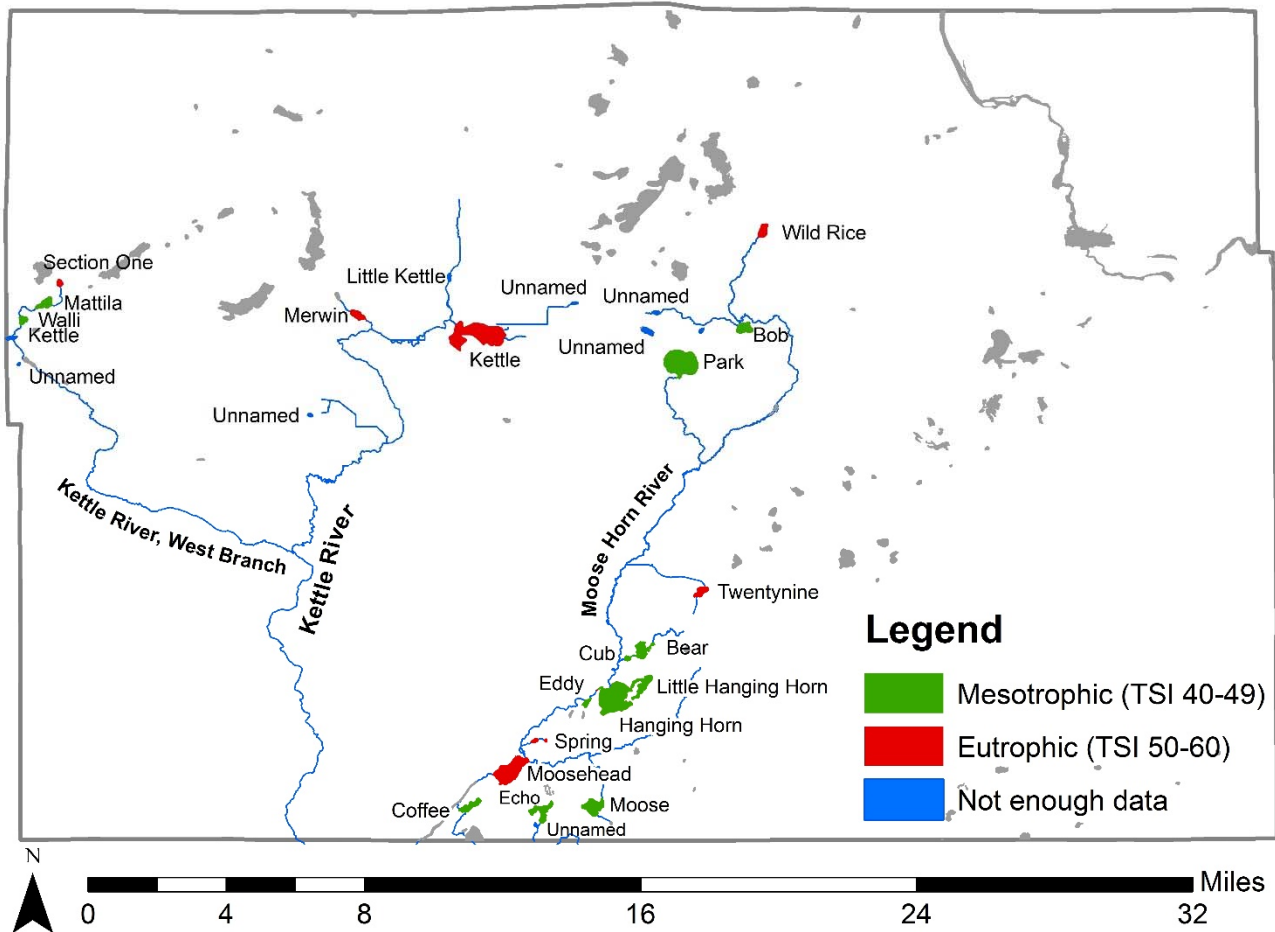 Wild Rice
Section One
Little Kettle
Unnamed
Unnamed
Mattila
Merwin
Walli
Kettle
Bob
Unnamed
Kettle
Park
Unnamed
Unnamed
Kettle River, West Branch
Kettle River
Moose Horn River
Twentynine
Legend
Cub
Bear
Mesotrophic (TSI 40-49)
Eddy
Little Hanging Horn
Hanging Horn
Spring
Eutrophic (TSI 50-60)
Moosehead
Echo
Coffee
Moose
Not enough data
Unnamed
N
Miles
0 4 8 16 24 32